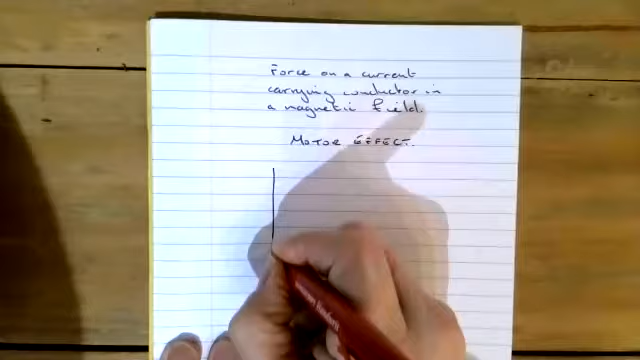 Force on a current
carrying conductor in
a magnetic field.
MOTOR EFFECT.